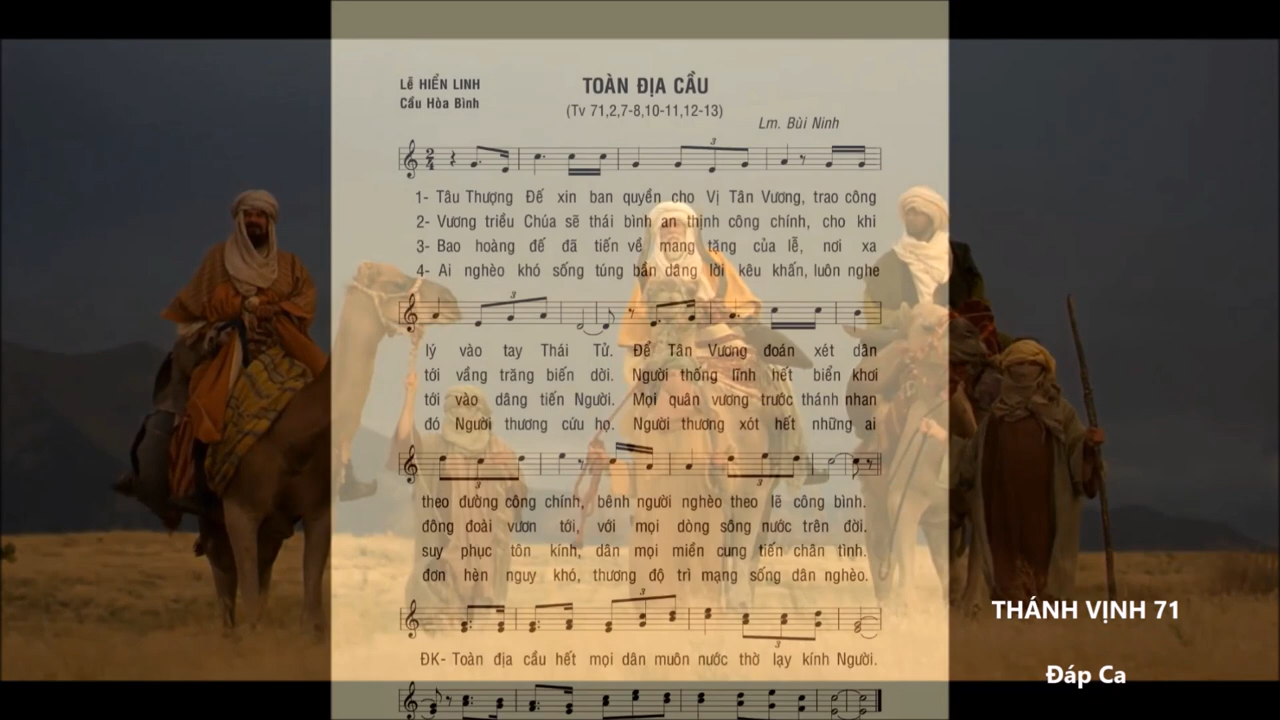 Lễ HIỂN LINH
Cầu Hòa Bình
TOÀN ĐỊA CẦU
(Tv 71,2,7-8,10-11,12-13)
Lm. Bùi Ninh
2
4
3
1- Tâu Thượng Đế xin ban quyền cho Vị Tân Vương, trao công
2- Vương triều Chúa sẽ thái bình an thịnh công chính, cho khi
3- Bao hoàng đế đã tiến về mang tặng của lễ, nơi xa
4- Ai nghèo khó sống túng bần dâng lời kêu khấn, luôn nghe
3
lý vào tay Thái Tử. Để Tân Vương đoán xét dân
tới vầng trăng biến dời. Người thống lĩnh hết biển khơi
tới vào dâng tiến Người. Mọi quân vương trước thánh nhan
đó Người thương cứu họ. Người thương xót hết những ai
3
3
theo đường công chính, bênh người nghèo theo lẽ công bình.
đông đoài vươn tới, với mọi dòng sông nước trên đời.
suy phục tôn kính, dân mọi miền cung tiến chân tình.
đơn hèn nguy khó, thương độ trì mạng sống dân nghèo.
3
3
ĐK- Toàn địa cầu hết mọi dân muôn nước thờ lạy kính Người.
THÁNH VỊNH 71
Đáp Ca